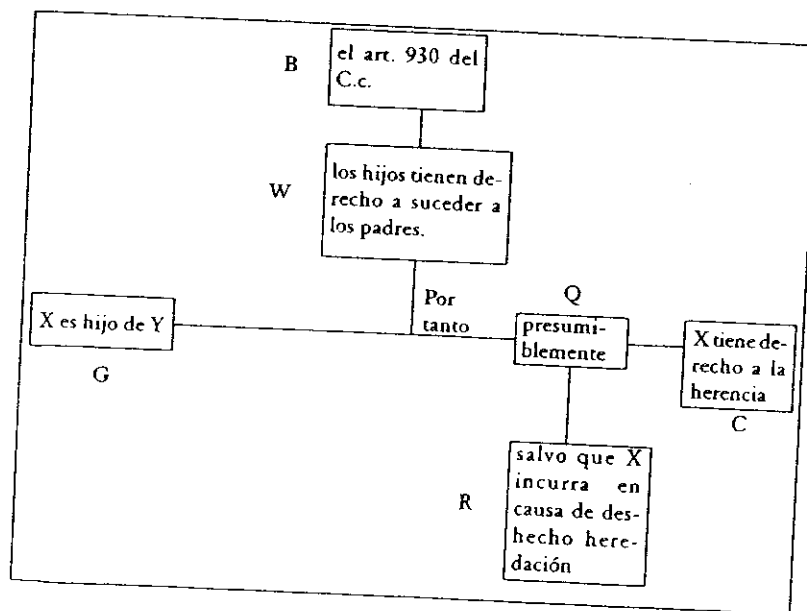 B
el art. 930 del
C.c.
W
los hijos tienen de-
recho a suceder a
los padres.
Por
tanto
Q
X es hijo de Y
presumi-
blemente
X tiene de-
recho a la
herencia
G
C
R
salvo que X
incurra en
causa de des-
hecho here-
dación